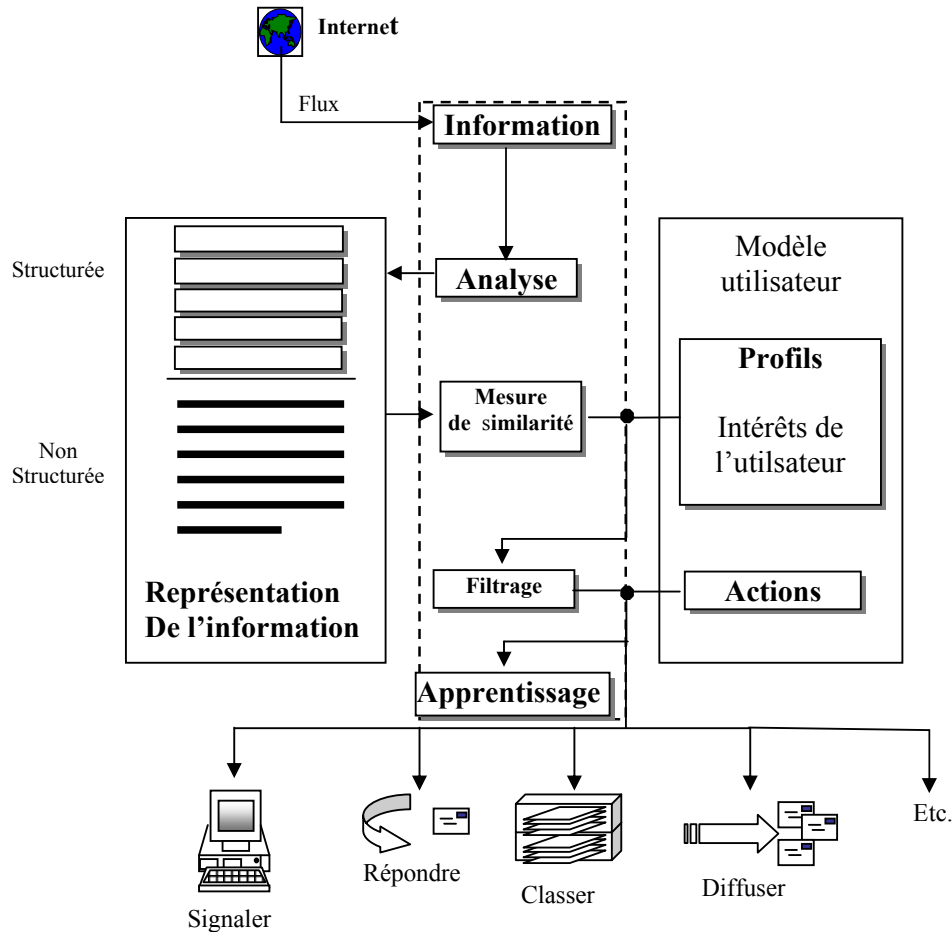 Internet
Flux
Information
Structurée
Analyse
Modèle
utilisateur
Profils
Intérêts de
l’utilsateur
Mesure
de similarité
Non
Structurée
Filtrage
Actions
Représentation
De l’information
Apprentissage
Signaler
Répondre
Classer
Diffuser
Etc.